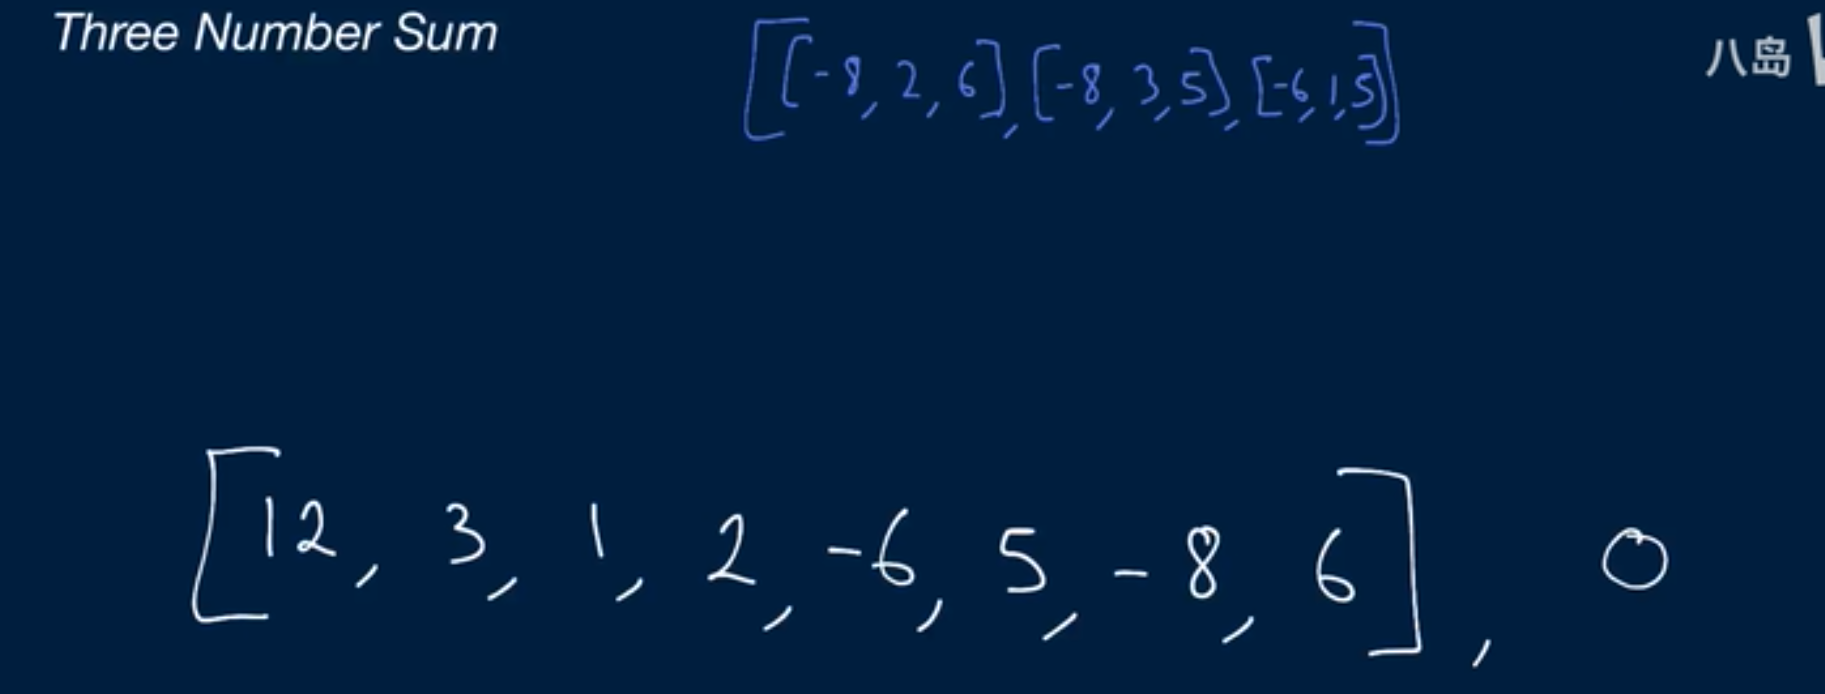 Three Number Sum
[[-8, 2, 6], [-8, 3, 5], [-6, 1, 5]]
八岛
[12, 3, 1, 2, -6, 5, -8, 6], 0